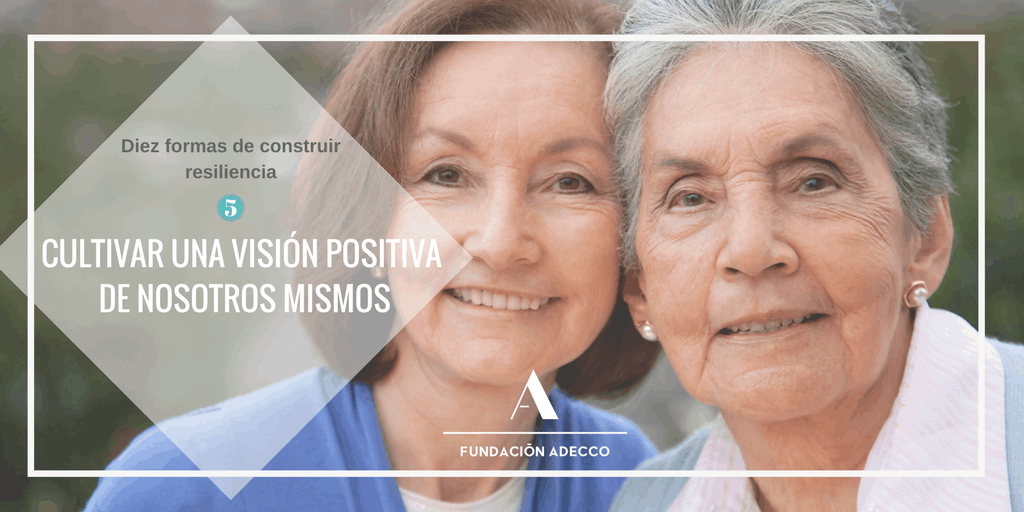 Diez formas de construir
resiliencia
5
CULTIVAR UNA VISIÓN POSITIVA
DE NOSOTROS MISMOS
A
FUNDACIÓN ADECCO